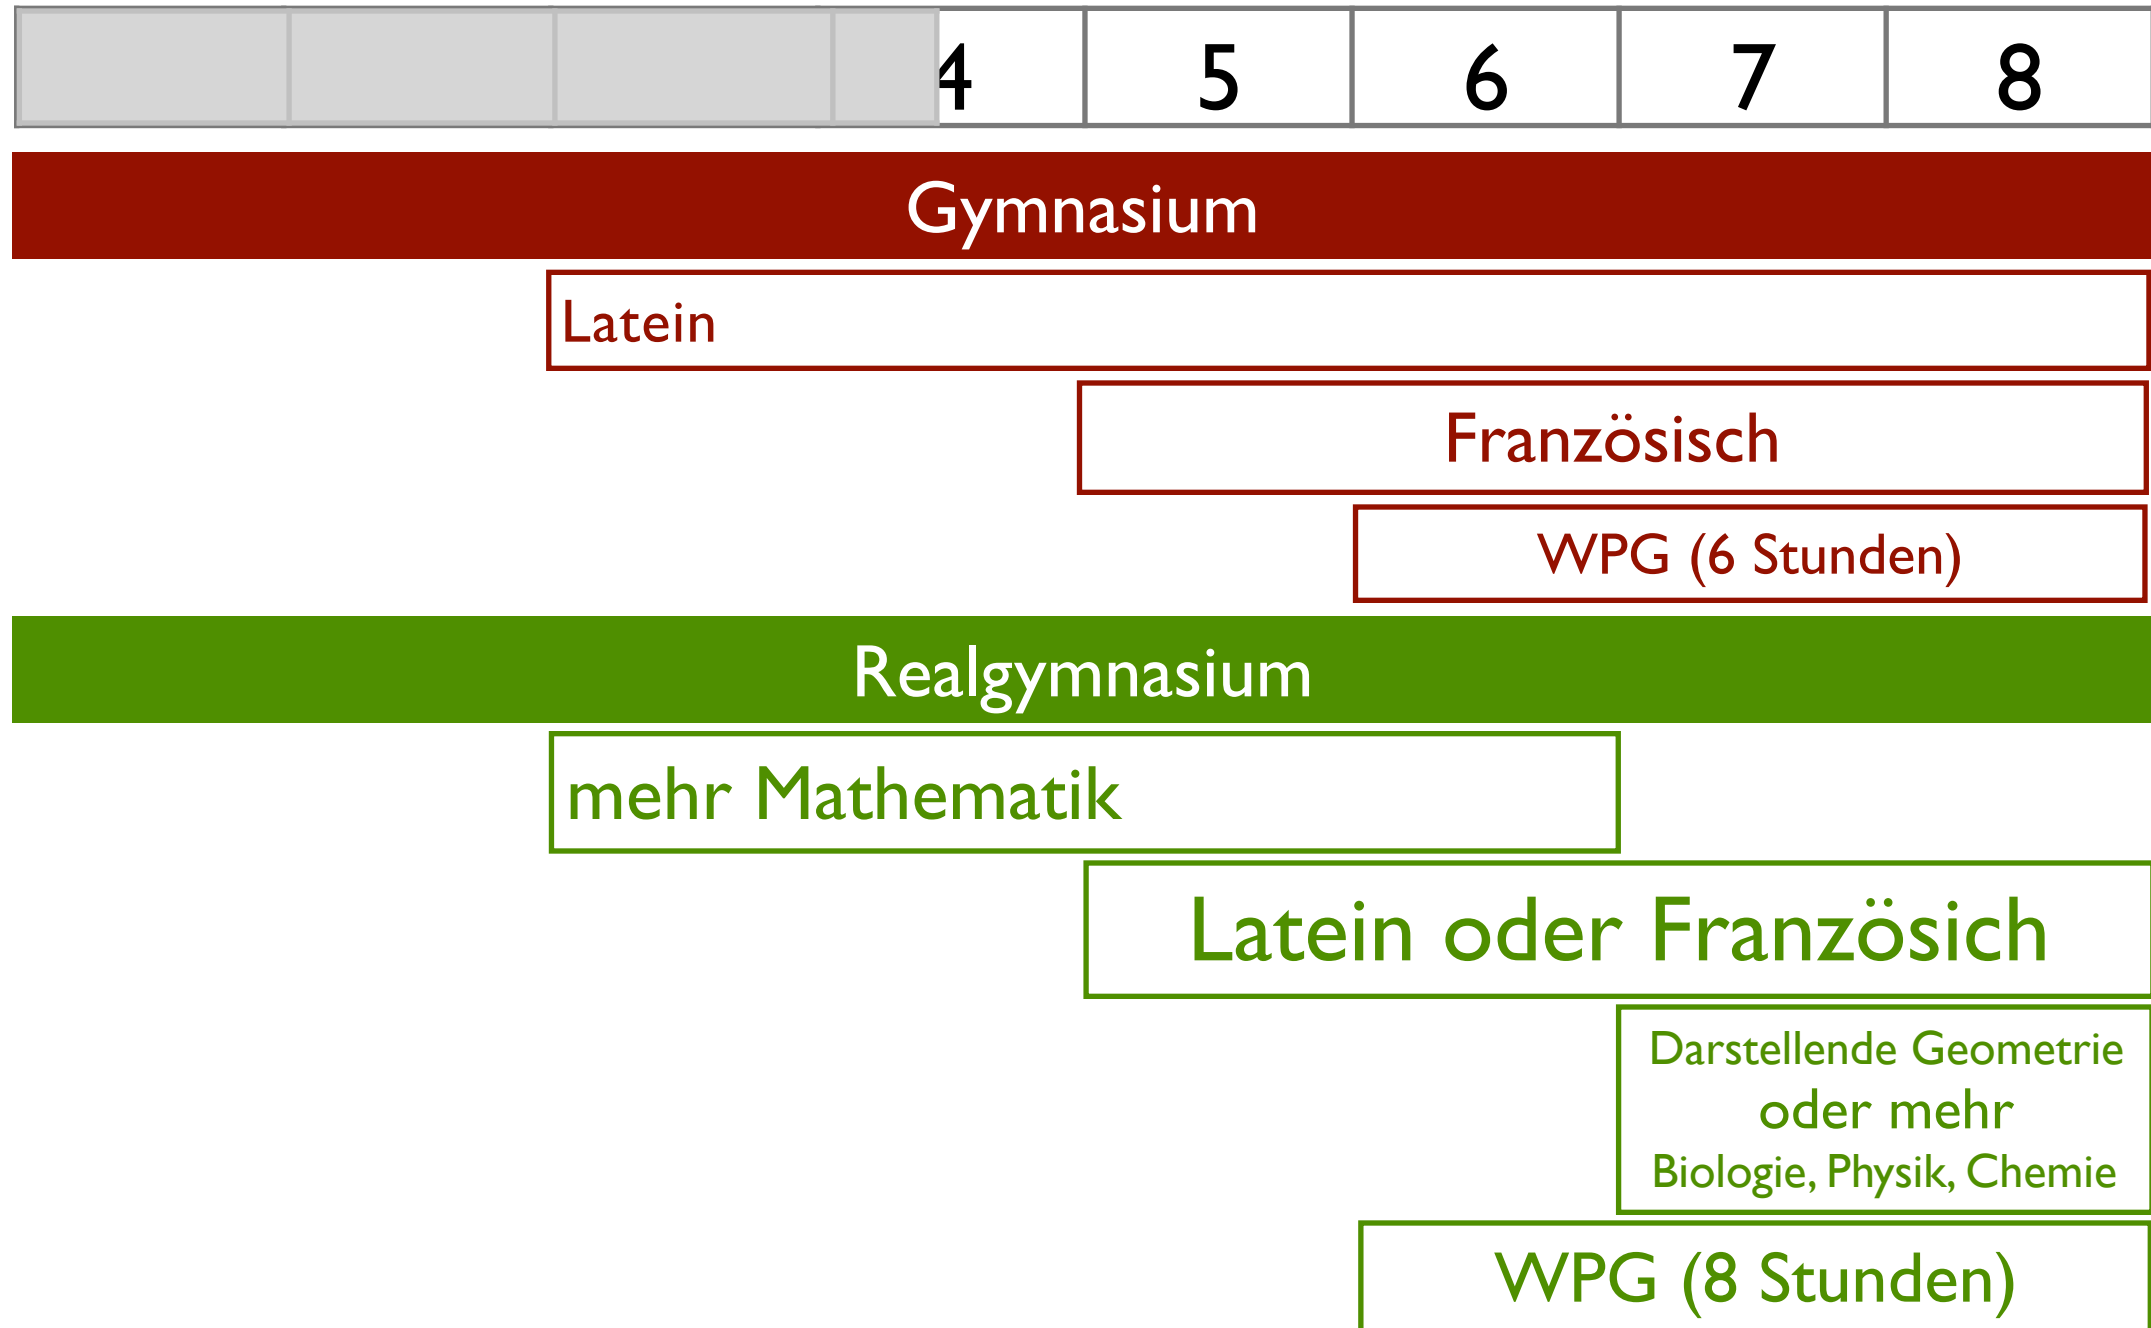 4 5 6 7 8
Gymnasium
Latein
Französisch
WPG (6 Stunden)
Realgymnasium
mehr Mathematik
Latein oder Französich
Darstellende Geometrie
oder mehr
Biologie, Physik, Chemie
WPG (8 Stunden)